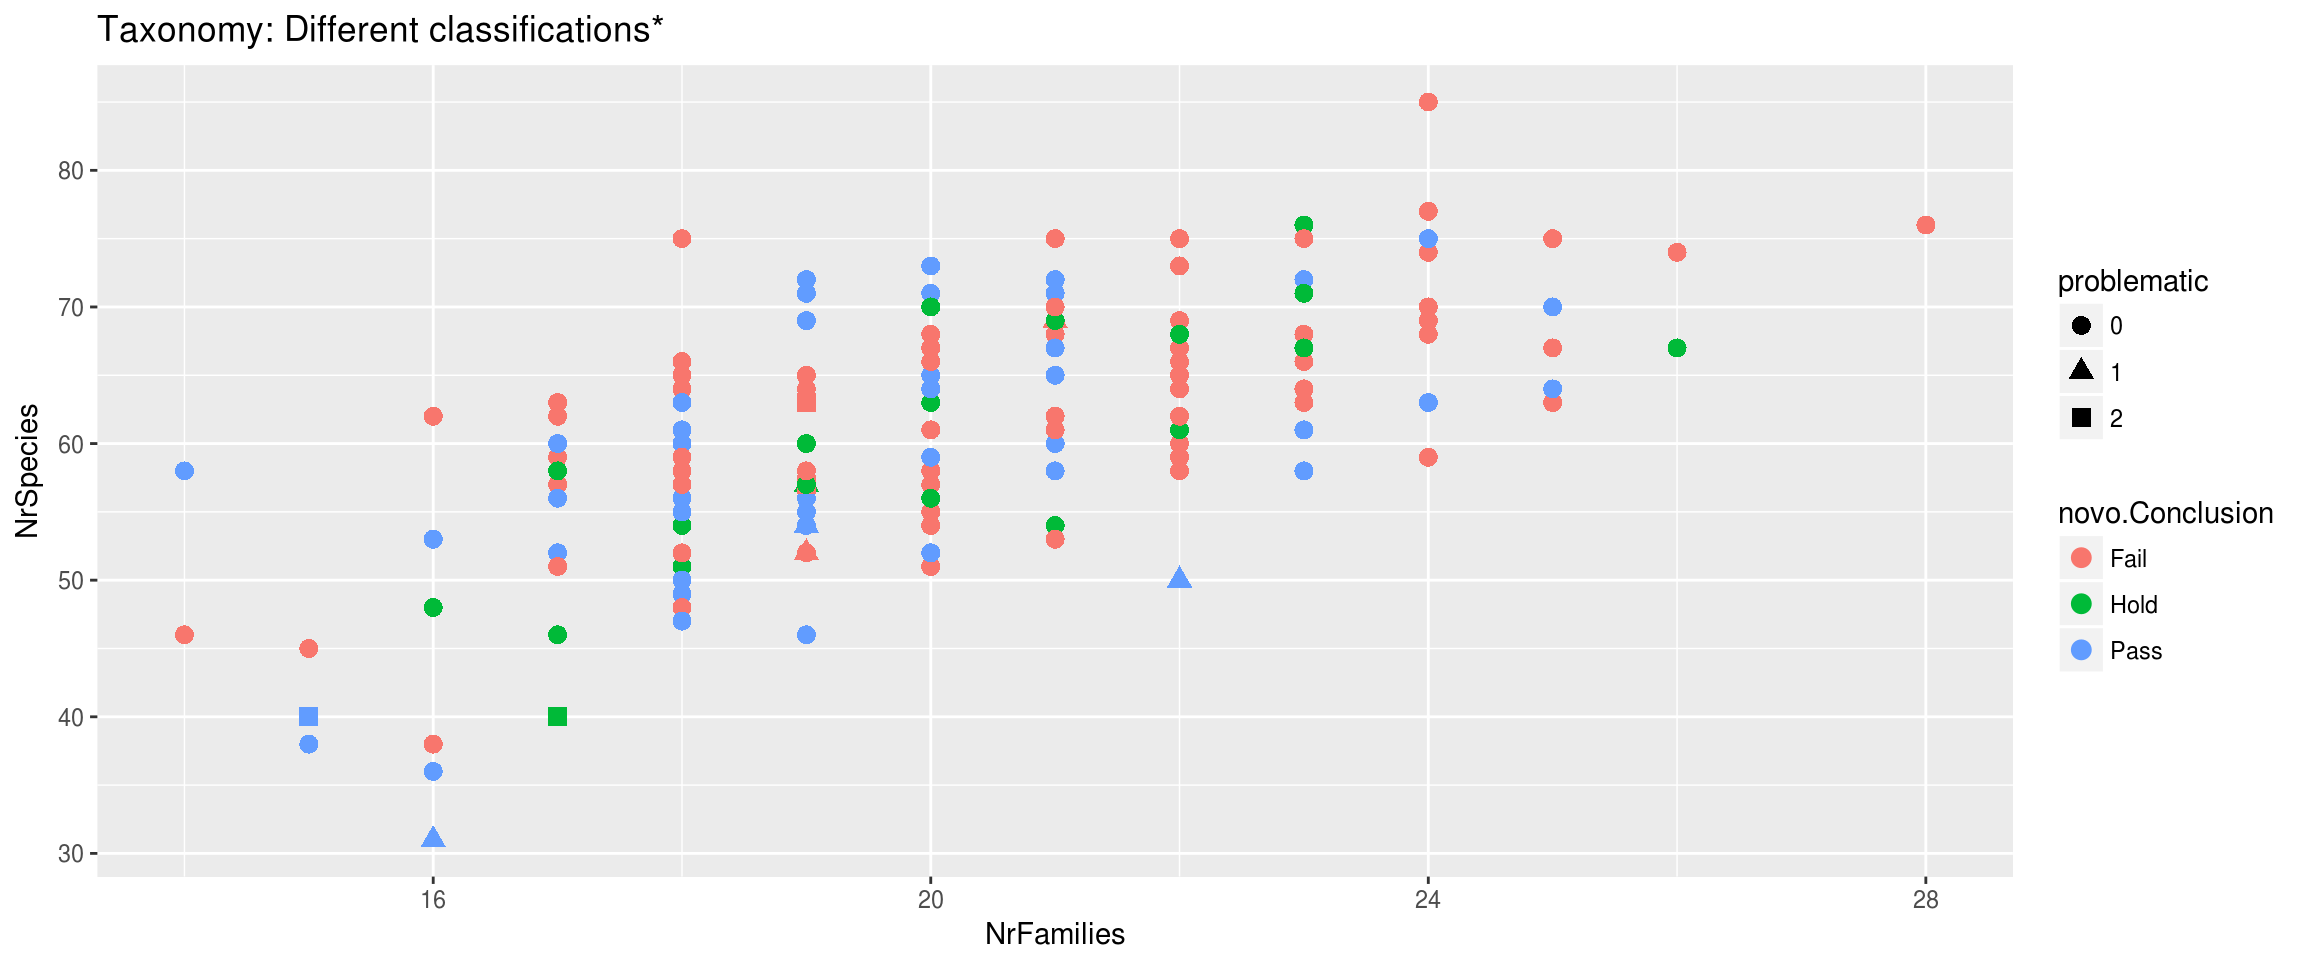 Taxonomy: Different classifications*
NrSpecies
80
70
60
50
40
30
16
20
24
28
NrFamilies
problematic
0
1
2
novo.Conclusion
Fail
Hold
Pass